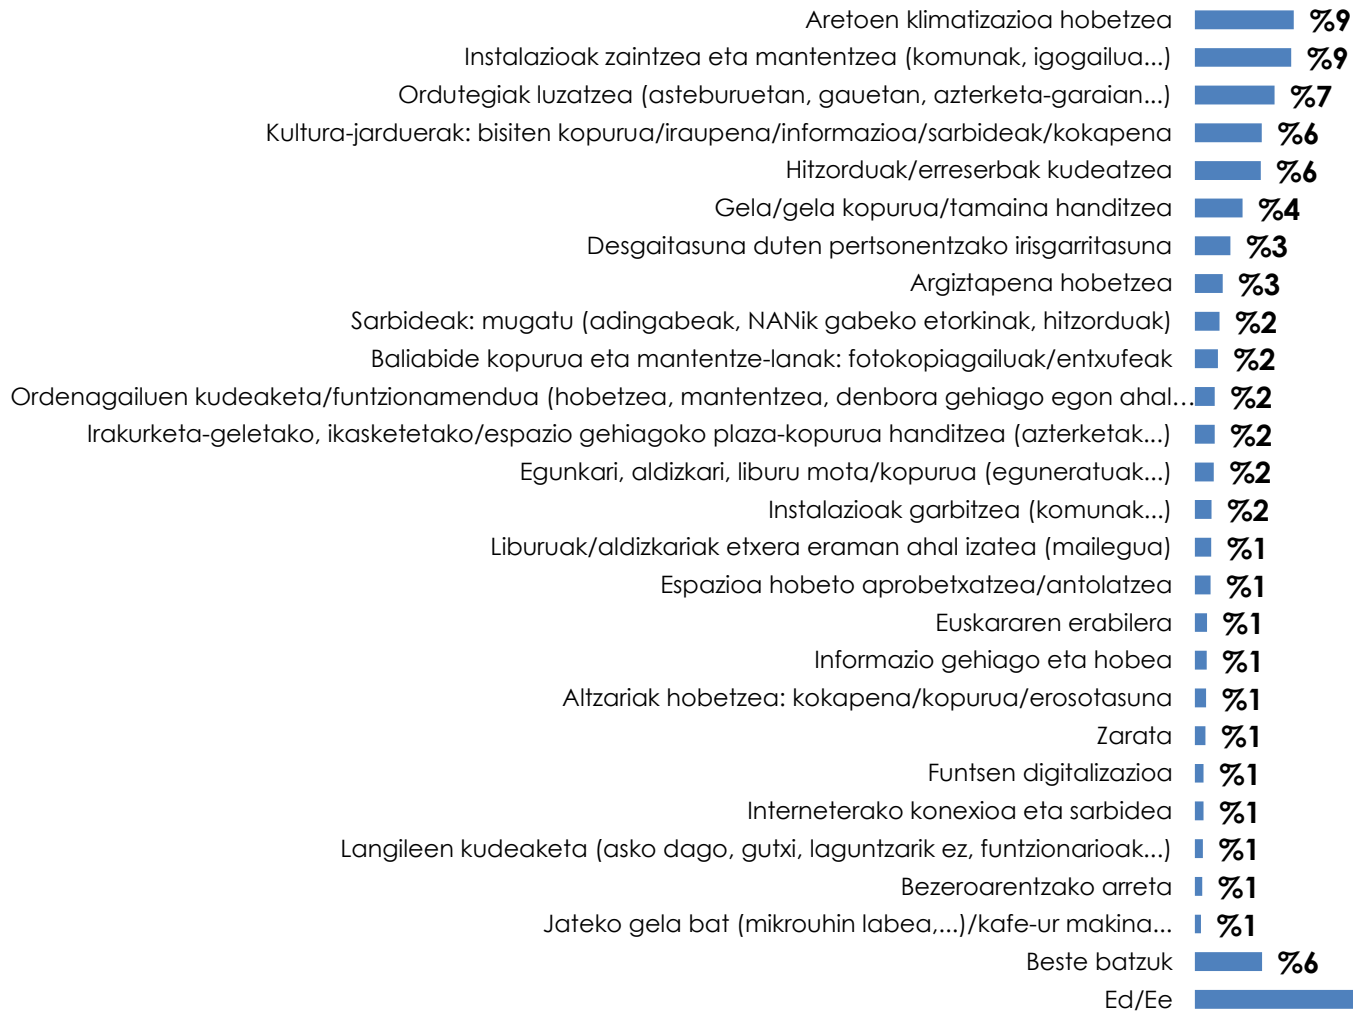 Aretoen klimatizazioa hobetzea %9
Instalazioak zaintzea eta mantentzea (komunak, igogailua...) %9
Ordutegiak luzatzea (asteburuetan, gauetan, azterketa-garaian...) %7
Kultura-jarduerak: bisiten kopurua/iraupena/informazioa/sarbideak/kokapena %6
Hitzorduak/erreserbak kudeatzea %6
Gela/gela kopurua/tamaina handitzea %4
Desgaitasuna duten pertsonentzako irisgarritasuna %3
Argiztapena hobetzea %3
Sarbideak: mugatu (adingabeak, NANik gabeko etorkinak, hitzorduak) %2
Baliabide kopurua eta mantentze-lanak: fotokopiagailuak/entxufeak %2
Ordenagailuen kudeaketa/funtzionamendua (hobetzea, mantentzea, denbora gehiago egon ahal... %2
Irakurketa-geletako, ikasketetako/espazio gehiagoko plaza-kopurua handitzea (azterketak...) %2
Egunkari, aldizkari, liburu mota/kopurua (eguneratuak...) %2
Instalazioak garbitzea (komunak...) %2
Liburuak/aldizkariak etxera eraman ahal izatea (mailegua) %1
Espazioa hobeto aprobetxatzea/antolatzea %1
Euskararen erabilera %1
Informazio gehiago eta hobea %1
Altzariak hobetzea: kokapena/kopurua/erosotasuna %1
Zarata %1
Funtsen digitalizazioa %1
Interneterako konexioa eta sarbidea %1
Langileen kudeaketa (asko dago, gutxi, laguntzarik ez, funtzionarioak...) %1
Bezeroarentzako arreta %1
Jateko gela bat (mikrouhin labea,...)/kafe-ur makina... %1
Beste batzuk %6
Ed/Ee